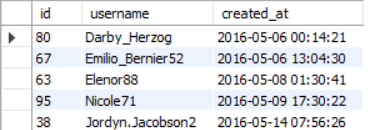 id username created_at
80 Darby_Herzog 2016-05-06 00:14:21
67 Emilio_Bernier52 2016-05-06 13:04:30
63 Elenor88 2016-05-08 01:30:41
95 Nicole71 2016-05-09 17:30:22
38 Jordyn.Jacobson2 2016-05-14 07:56:26